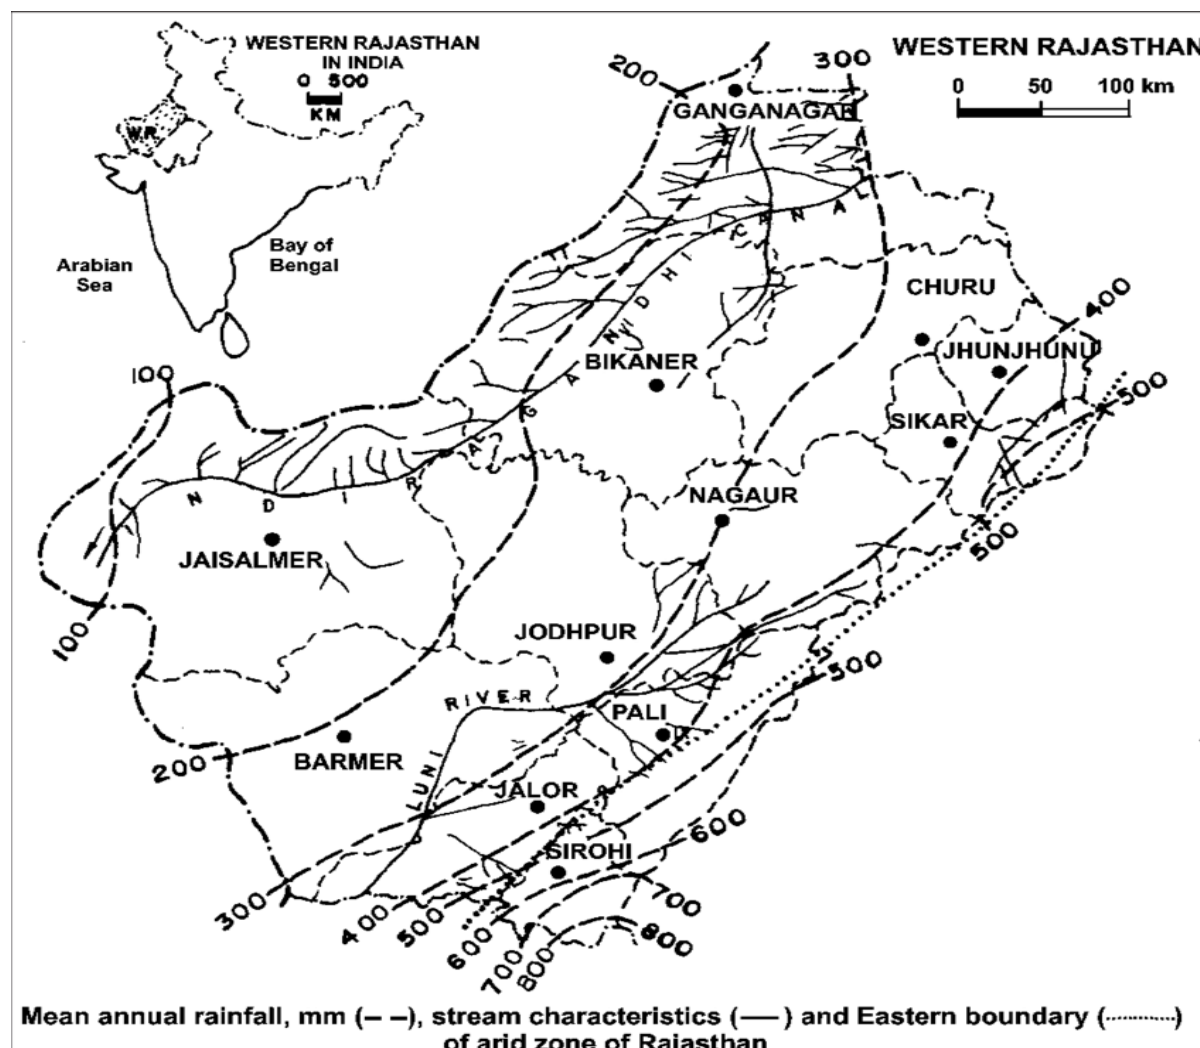 WESTERN RAJASTHAN
IN INDIA
0 500
KM
W.R.
Arabian
Sea
Bay of
Bengal
WESTERN RAJASTHAN
0 50 100 km
200
300
GANGANAGAR
INDIRA GANDHI CANAL
CHURU
400
JHUNJHUNU
BIKANER
100
500
SIKAR
NAGAUR
500
JAISALMER
100
JODHPUR
500
LUNI RIVER
PALI
200
BARMER
JALOR
600
SIROHI
300
400
500
600
700
800
700
800
Mean annual rainfall, mm (– –), stream characteristics (—) and Eastern boundary (............)
of arid zone of Rajasthan